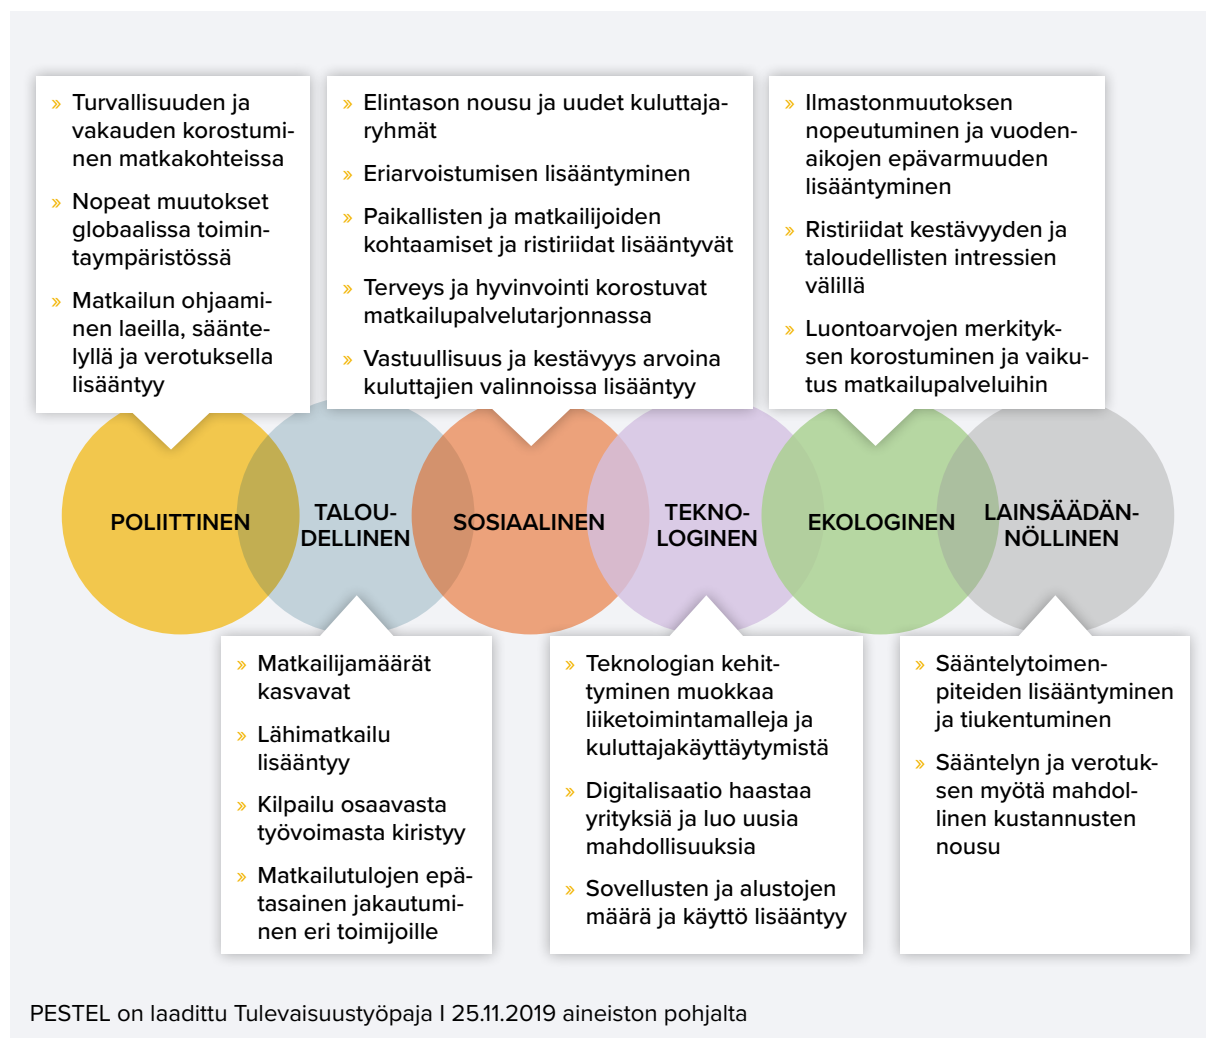 » Turvallisuuden ja
vakauden korostumi-
nen matkakohteissa
» Nopeat muutokset
globaalissa toimin-
taympäristössä
» Matkailun ohjaami-
nen laeilla, säänte-
lyllä ja verotuksella
lisääntyy
» Elintason nousu ja uudet kuluttaja-
ryhmät
» Eriarvoistumisen lisääntyminen
» Paikallisten ja matkailijoiden
kohtaamiset ja ristiriidat lisääntyvät
» Terveys ja hyvinvointi korostuvat
matkailupalvelutarjonnassa
» Vastuullisuus ja kestävyys arvoina
kuluttajien valinnoissa lisääntyy
» Ilmastonmuutoksen
nopeutuminen ja vuoden-
aikojen epävarmuuden
lisääntyminen
» Ristiriidat kestävyyden ja
taloudellisten intressien
välillä
» Luontoarvojen merkityk-
sen korostuminen ja vaiku-
tus matkailupalveluihin
POLIITTINEN
TALOU-
DELLINEN
SOSIAALINEN
TEKNO-
LOGINEN
EKOLOGINEN
LAINSÄÄDÄN-
NÖLLINEN
» Matkailijamäärät
kasvavat
» Lähimatkailu
lisääntyy
» Kilpailu osaavasta
työvoimasta kiristyy
» Matkailutulojen epä-
tasainen jakautumi-
nen eri toimijoille
» Teknologian kehit-
tyminen muokkaa
liiketoimintamalleja ja
kuluttajakäyttäytymistä
» Digitalisaatio haastaa
yrityksiä ja luo uusia
mahdollisuuksia
» Sovellusten ja alustojen
määrä ja käyttö lisääntyy
» Sääntelytoimen-
piteiden lisääntyminen
ja tiukentuminen
» Sääntelyn ja verotuk-
sen myötä mahdol-
linen kustannusten
nousu
PESTEL on laadittu Tulevaisuustyöpaja I 25.11.2019 aineiston pohjalta